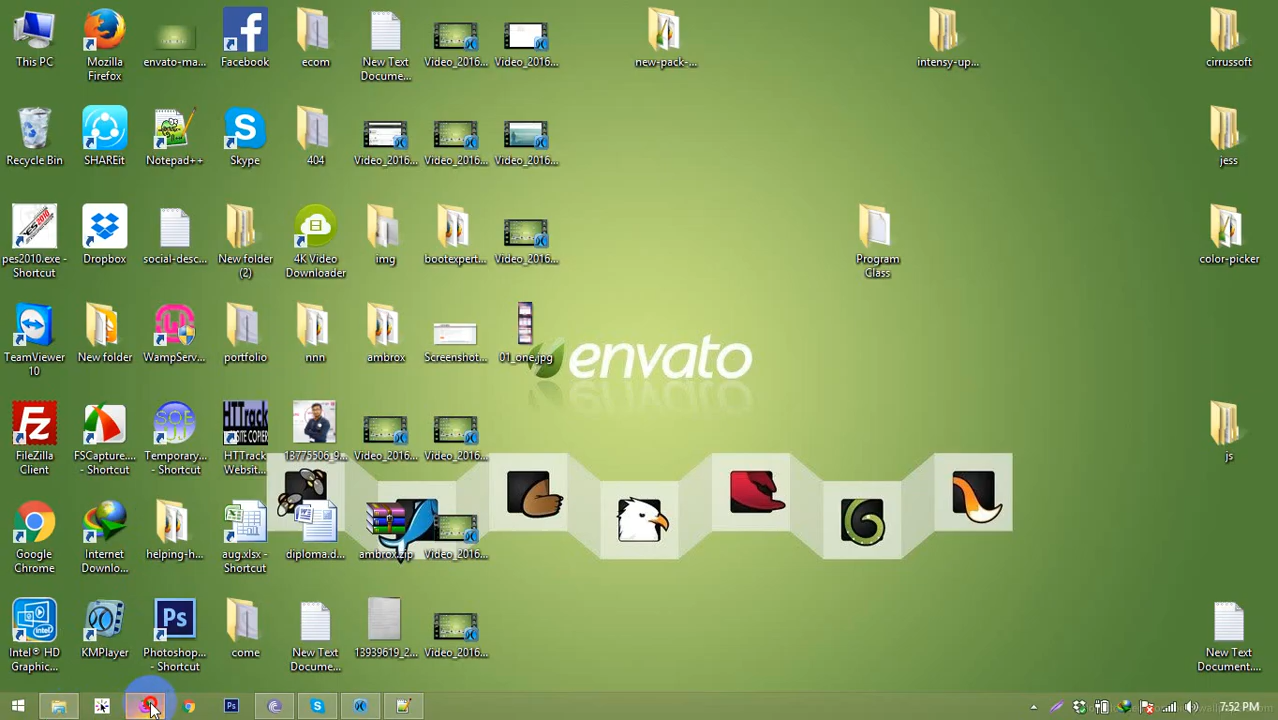 This PC
Mozilla
Firefox
envato-ma...
Facebook
ecom
New Text
Docume...
Video_2016...
Video_2016...
new-pack-...
intensy-up...
cirrussoft
Recycle Bin
SHAREit
Notepad++
Skype
404
Video_2016...
Video_2016...
Video_2016...
jess
pes2010.exe -
Shortcut
Dropbox
social-desc...
New folder
(2)
4K Video
Downloader
img
bootexpert...
Video_2016...
Program
Class
color-picker
TeamViewer
10
New folder
WampServ...
portfolio
nnn
ambrox
Screenshot...
01_one.jpg
envato
FileZilla
Client
FSCapture....
- Shortcut
Temporary...
- Shortcut
HTTrack
Websit...
13775506_9...
Video_2016...
Video_2016...
js
Google
Chrome
Internet
Downlo...
helping-h...
aug.xlsx -
Shortcut
diploma.d...
ambrox.zip
Video_2016...
Intel® HD
Graphic...
KMPlayer
Photoshop...
- Shortcut
come
New Text
Docume...
13939619_2...
Video_2016...
New Text
Document....
7:52 PM